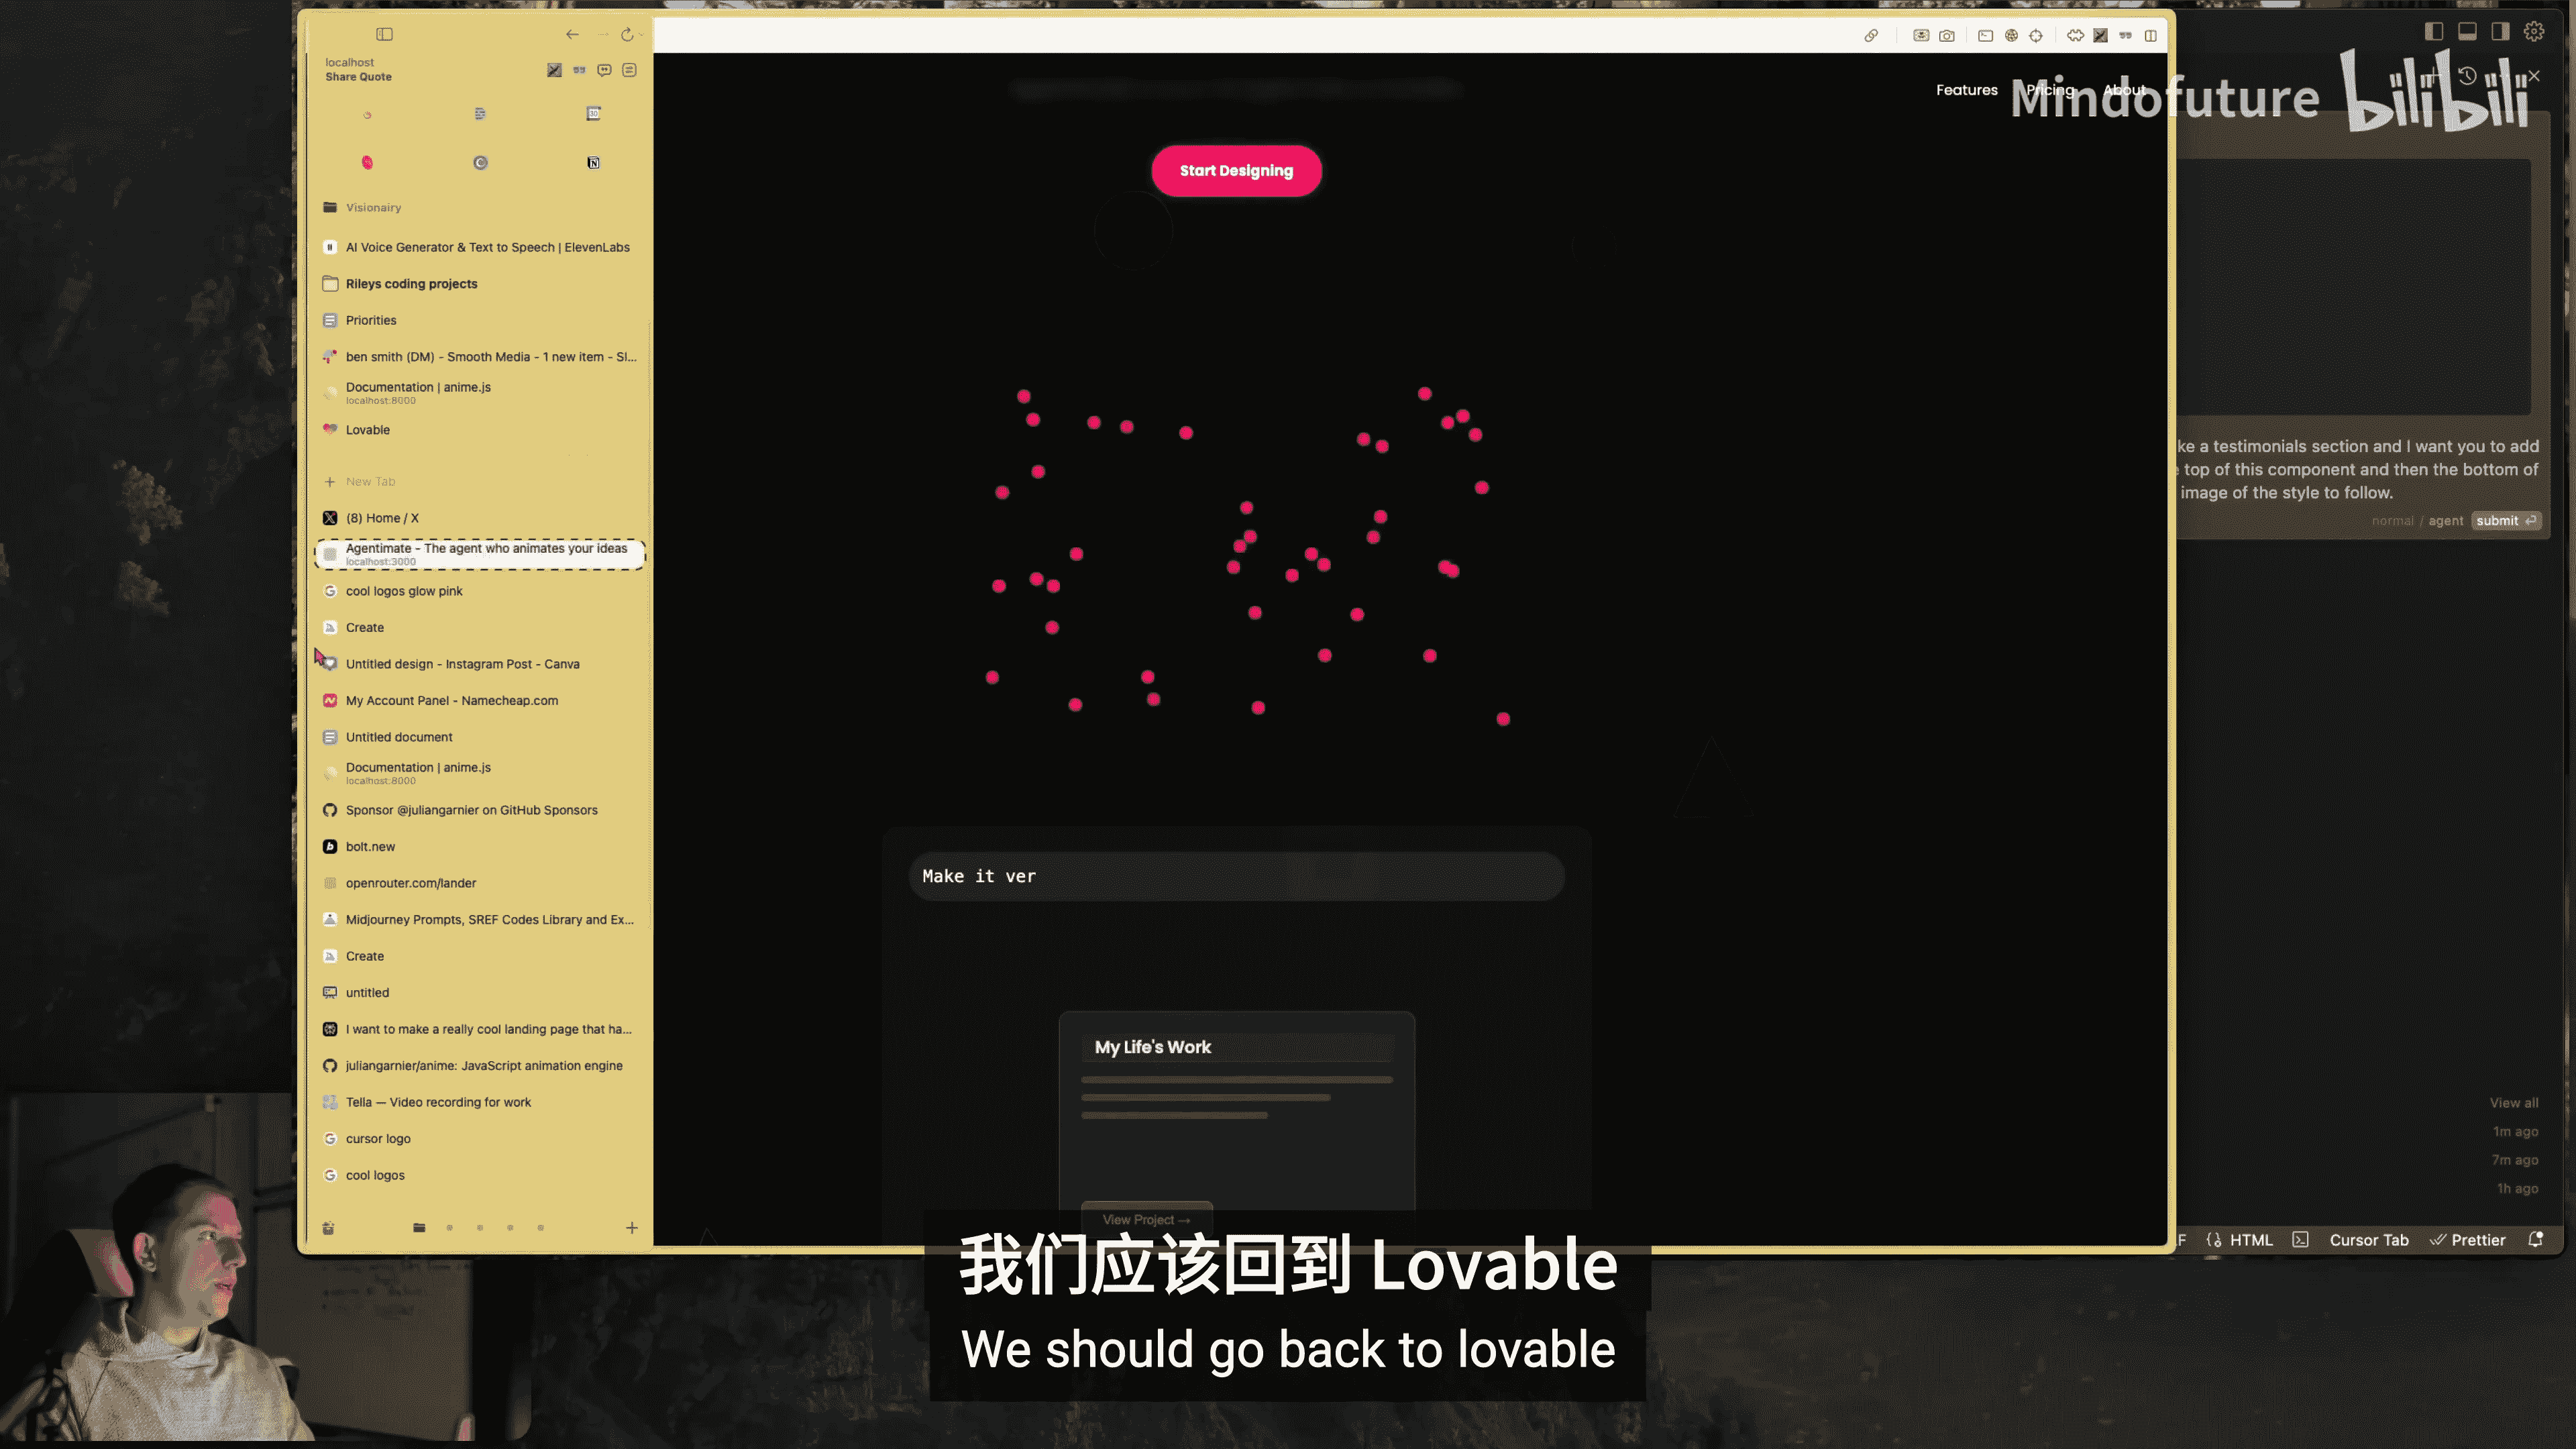 localhost
Share Quote
30
Visionairy
AI Voice Generator & Text to Speech | ElevenLabs
Rileys coding projects
Priorities
ben smith (DM) - Smooth Media - 1 new item - Sl...
Documentation | anime.js
localhost:8000
Lovable
New Tab
(8) Home / X
Agentimate - The agent who animates your ideas
localhost:3000
cool logos glow pink
Create
Untitled design - Instagram Post - Canva
My Account Panel - Namecheap.com
Untitled document
Documentation | anime.js
localhost:8000
Sponsor @juliangarnier on GitHub Sponsors
bolt.new
openrouter.com/lander
Midjourney Prompts, SREF Codes Library and Ex...
Create
untitled
I want to make a really cool landing page that ha...
juliangarnier/anime: JavaScript animation engine
Tella — Video recording for work
cursor logo
cool logos
Features
Pricing
About
Mindofuture
bilibili
Start Designing
Make it ver
My Life's Work
View Project →
ke a testimonials section and I want you to add
top of this component and then the bottom of
image of the style to follow.
normal / agent submit
View all
1m ago
7m ago
1h ago
F HTML Cursor Tab Prettier
我们应该回到 Lovable
We should go back to lovable